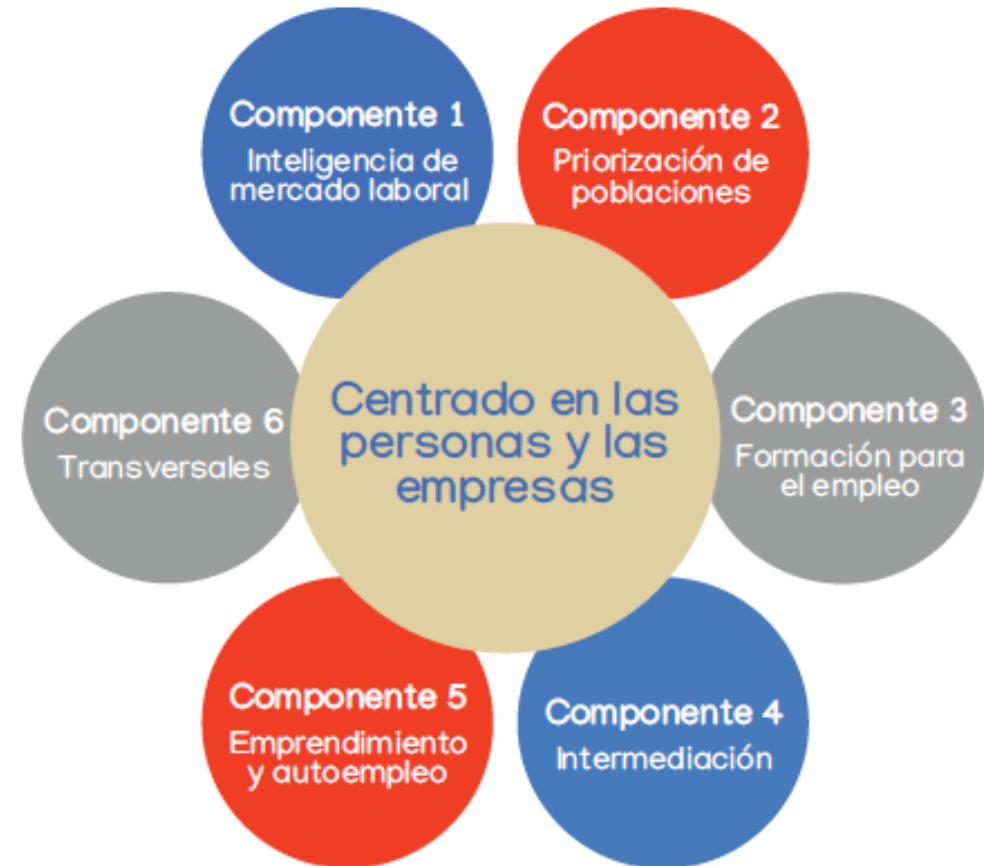 Componente 1
Inteligencia de
mercado laboral
Componente 2
Priorización de
poblaciones
Centrado en las
personas y las
empresas
Componente 3
Formación para
el empleo
Componente 4
Intermediación
Componente 5
Emprendimiento
y autoempleo
Componente 6
Transversales